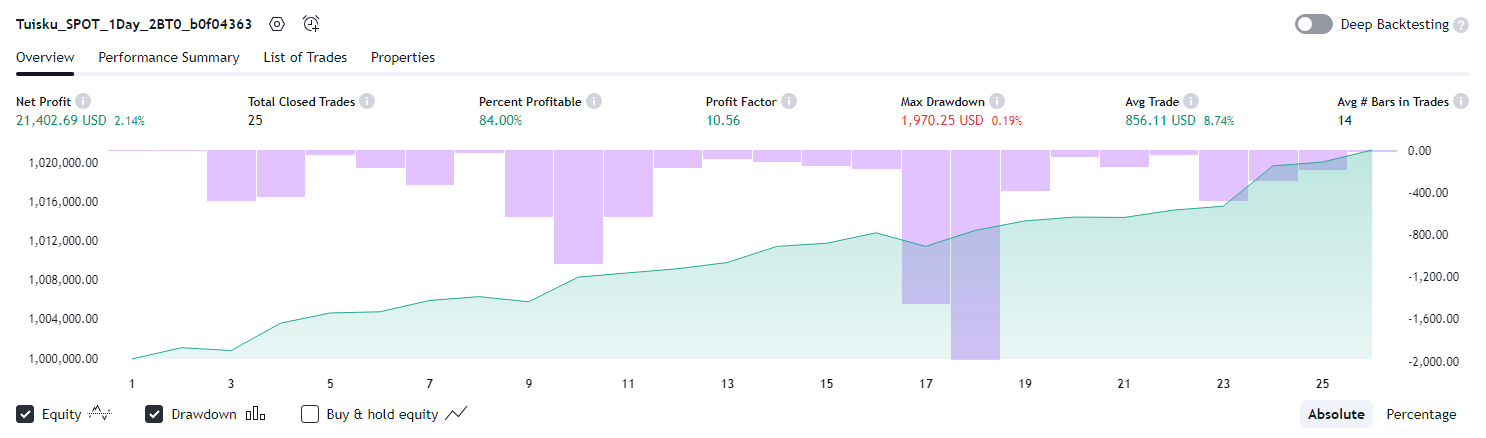 Tuisku_SPOT_1Day_2BT0_b0f04363 Deep Backtesting ?
Overview Performance Summary List of Trades Properties
Net Profit i Total Closed Trades i Percent Profitable i Profit Factor i Max Drawdown i Avg Trade i Avg # Bars in Trades i
21,402.69 USD 2.14% 25 84.00% 10.56 1,970.25 USD 0.19% 856.11 USD 8.74% 14
1,020,000.00 0.00
1,016,000.00 -400.00
1,012,000.00 -800.00
1,008,000.00 -1,200.00
1,004,000.00 -1,600.00
1,000,000.00 -2,000.00
1 3 5 7 9 11 13 15 17 19 21 23 25
Equity Drawdown Buy & hold equity Absolute Percentage